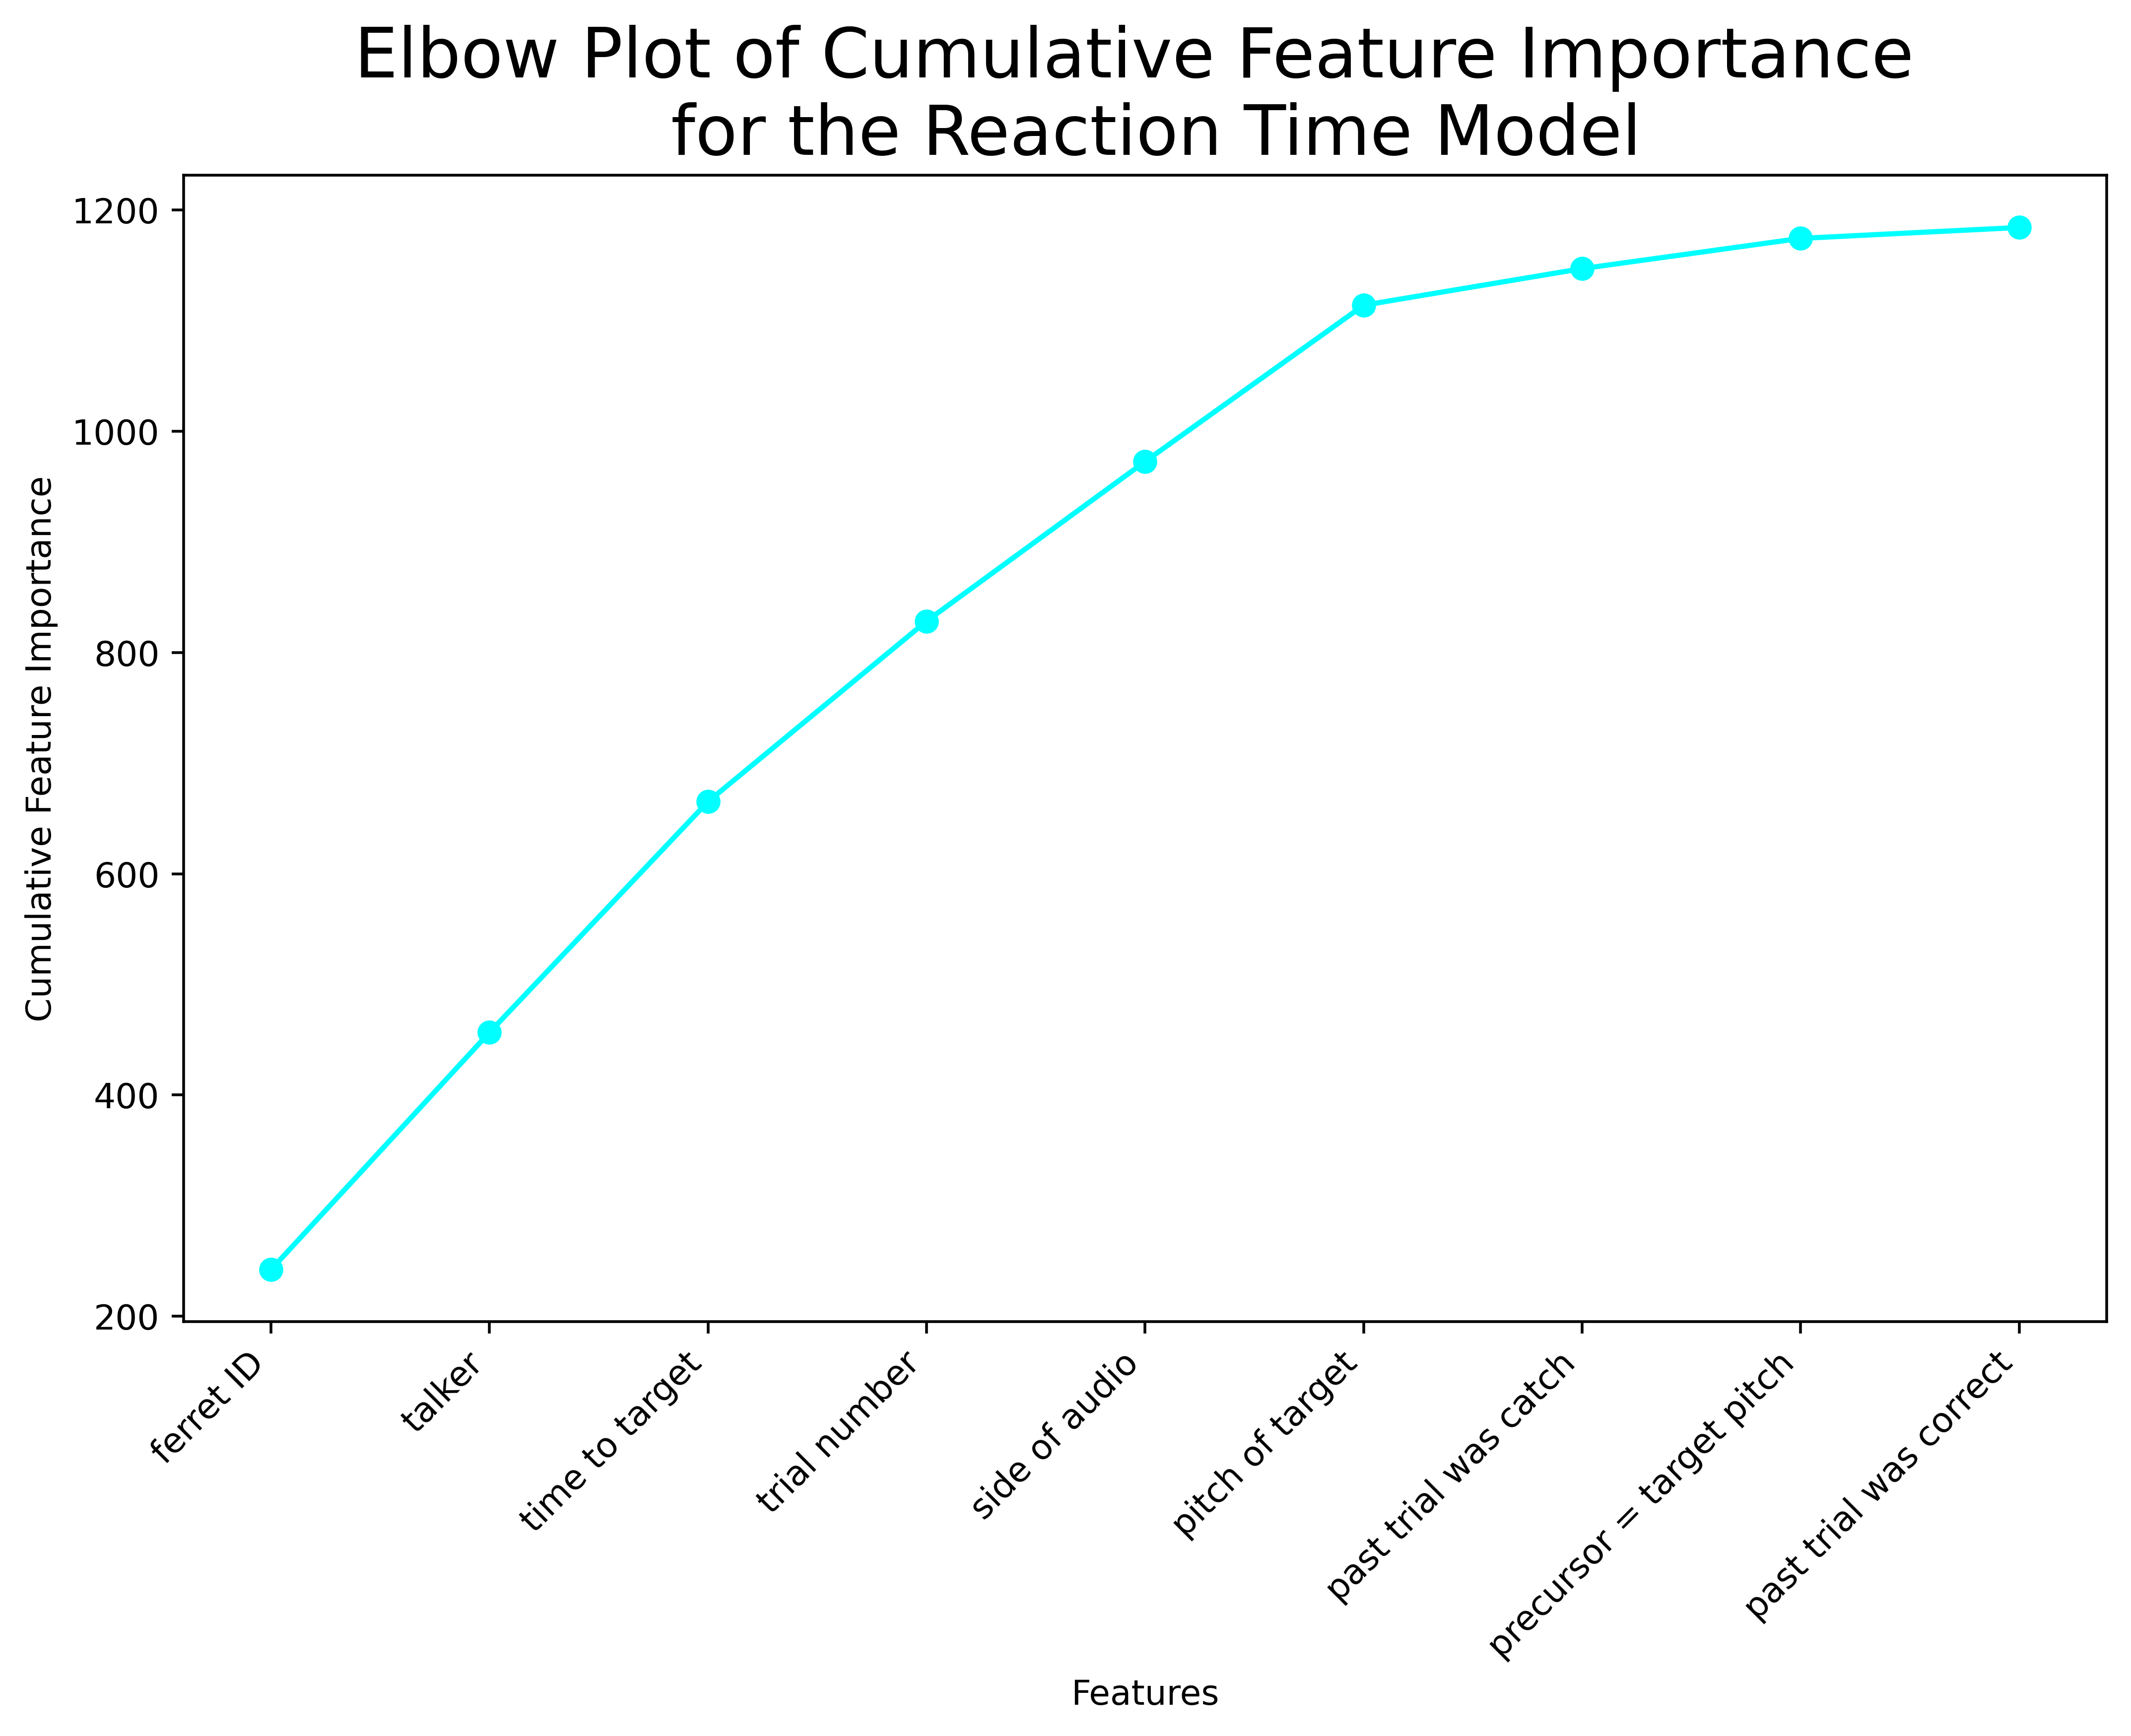 Elbow Plot of Cumulative Feature Importance
for the Reaction Time Model
1200
1000
800
600
400
200
Cumulative Feature Importance
ferret ID
talker
time to target
trial number
side of audio
pitch of target
past trial was catch
precursor = target pitch
past trial was correct
Features